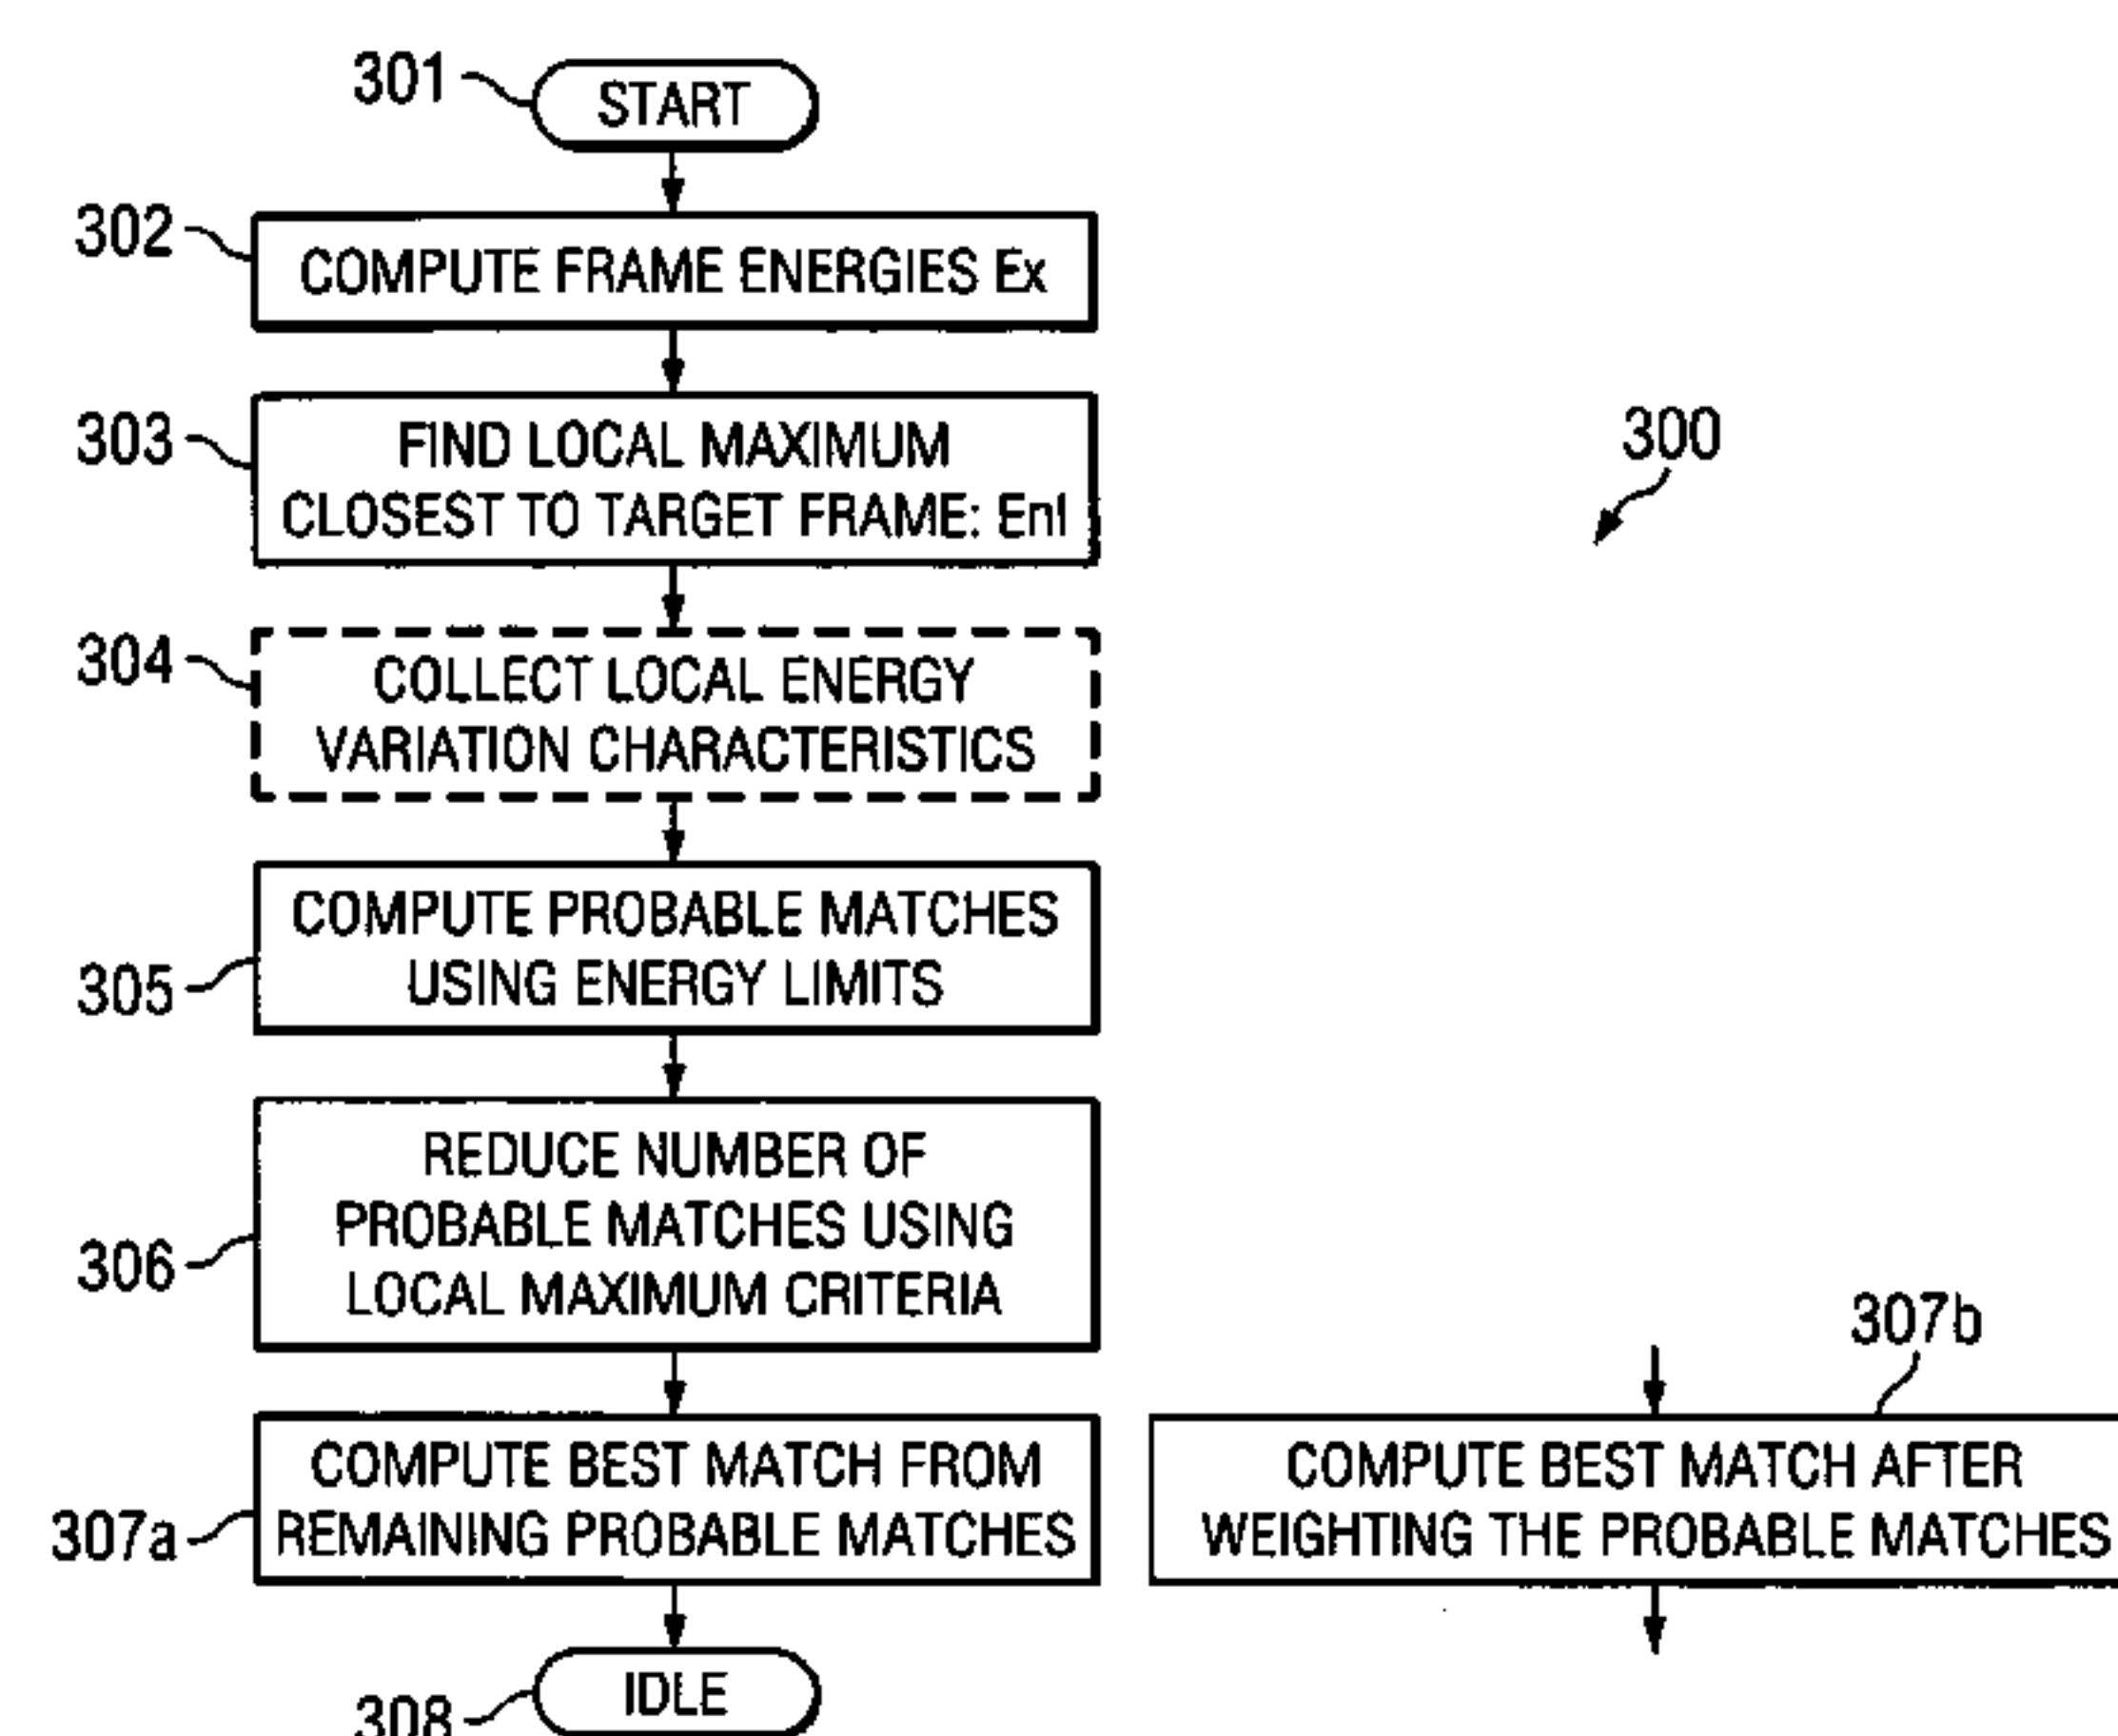 301
START
302
COMPUTE FRAME ENERGIES Ex
303
FIND LOCAL MAXIMUM
CLOSEST TO TARGET FRAME: Enl
300
304
COLLECT LOCAL ENERGY
VARIATION CHARACTERISTICS
305
COMPUTE PROBABLE MATCHES
USING ENERGY LIMITS
306
REDUCE NUMBER OF
PROBABLE MATCHES USING
LOCAL MAXIMUM CRITERIA
307a
COMPUTE BEST MATCH FROM
REMAINING PROBABLE MATCHES
307b
COMPUTE BEST MATCH AFTER
WEIGHTING THE PROBABLE MATCHES
308
IDLE